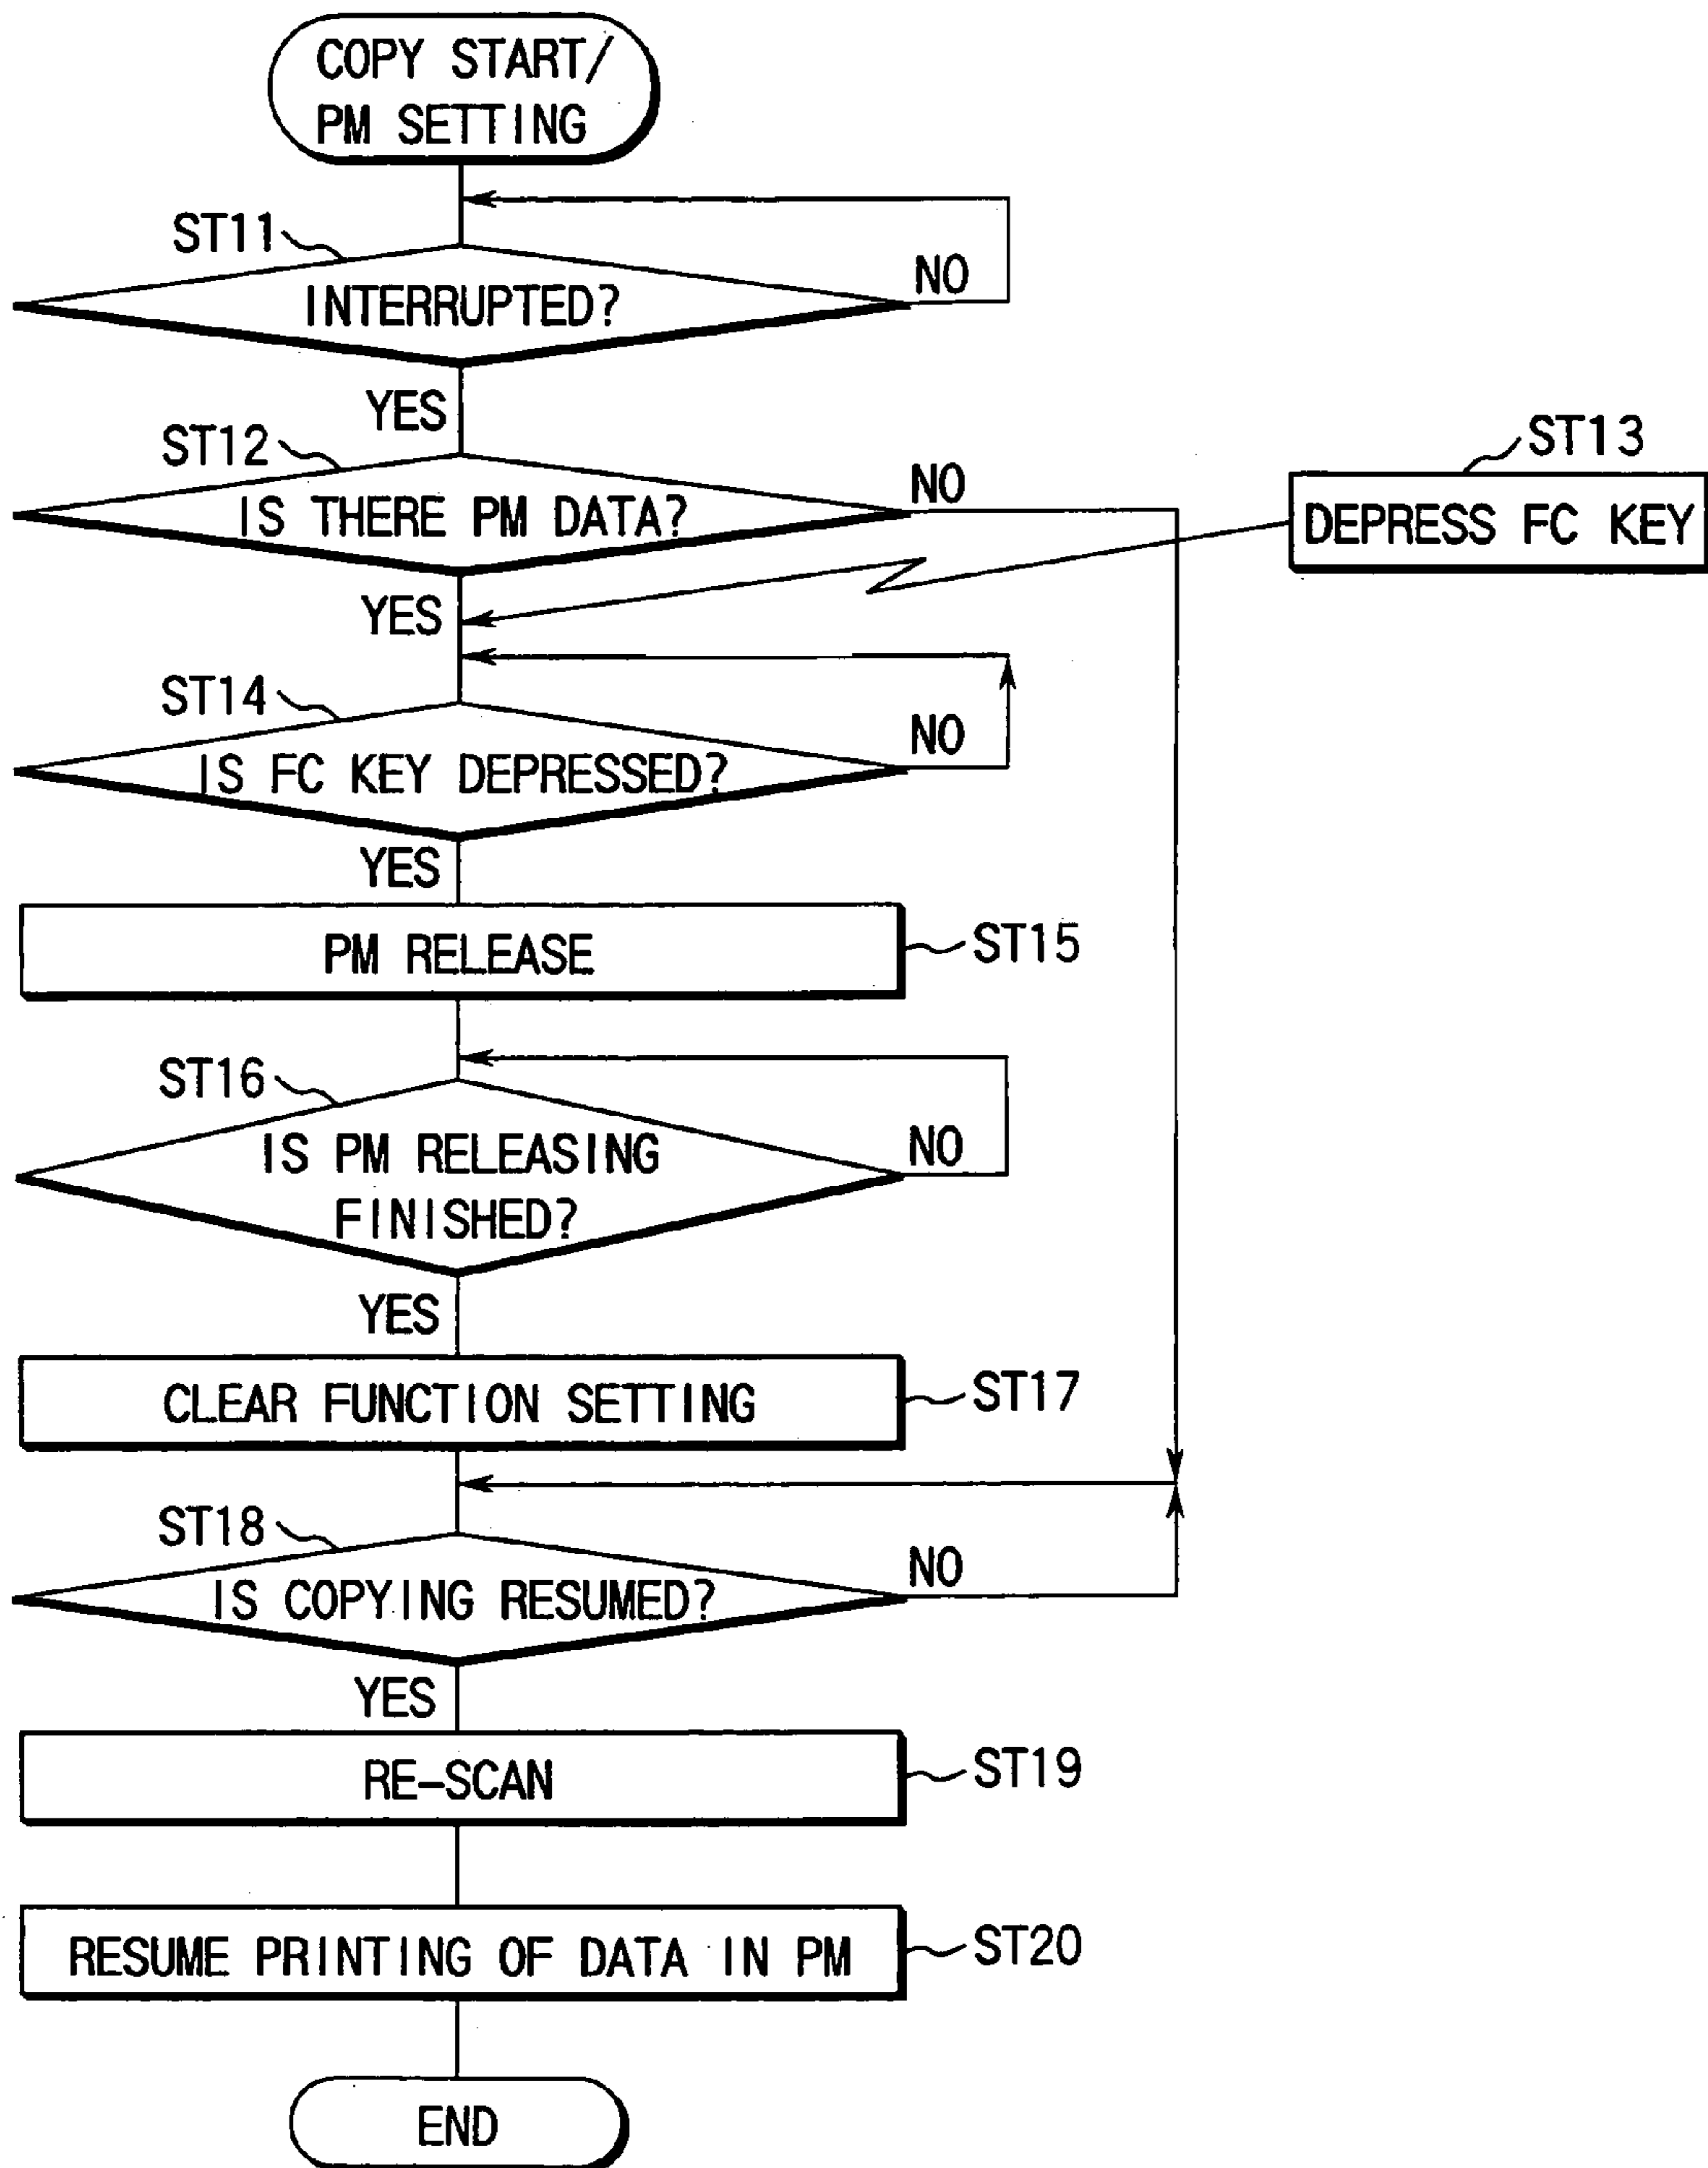 COPY START/
PM SETTING
ST11
INTERRUPTED?
NO
YES
ST12
IS THERE PM DATA?
NO
ST13
DEPRESS FC KEY
YES
ST14
IS FC KEY DEPRESSED?
NO
YES
PM RELEASE
ST15
ST16
IS PM RELEASING
FINISHED?
NO
YES
CLEAR FUNCTION SETTING
ST17
ST18
IS COPYING RESUMED?
NO
YES
RE-SCAN
ST19
RESUME PRINTING OF DATA IN PM
ST20
END